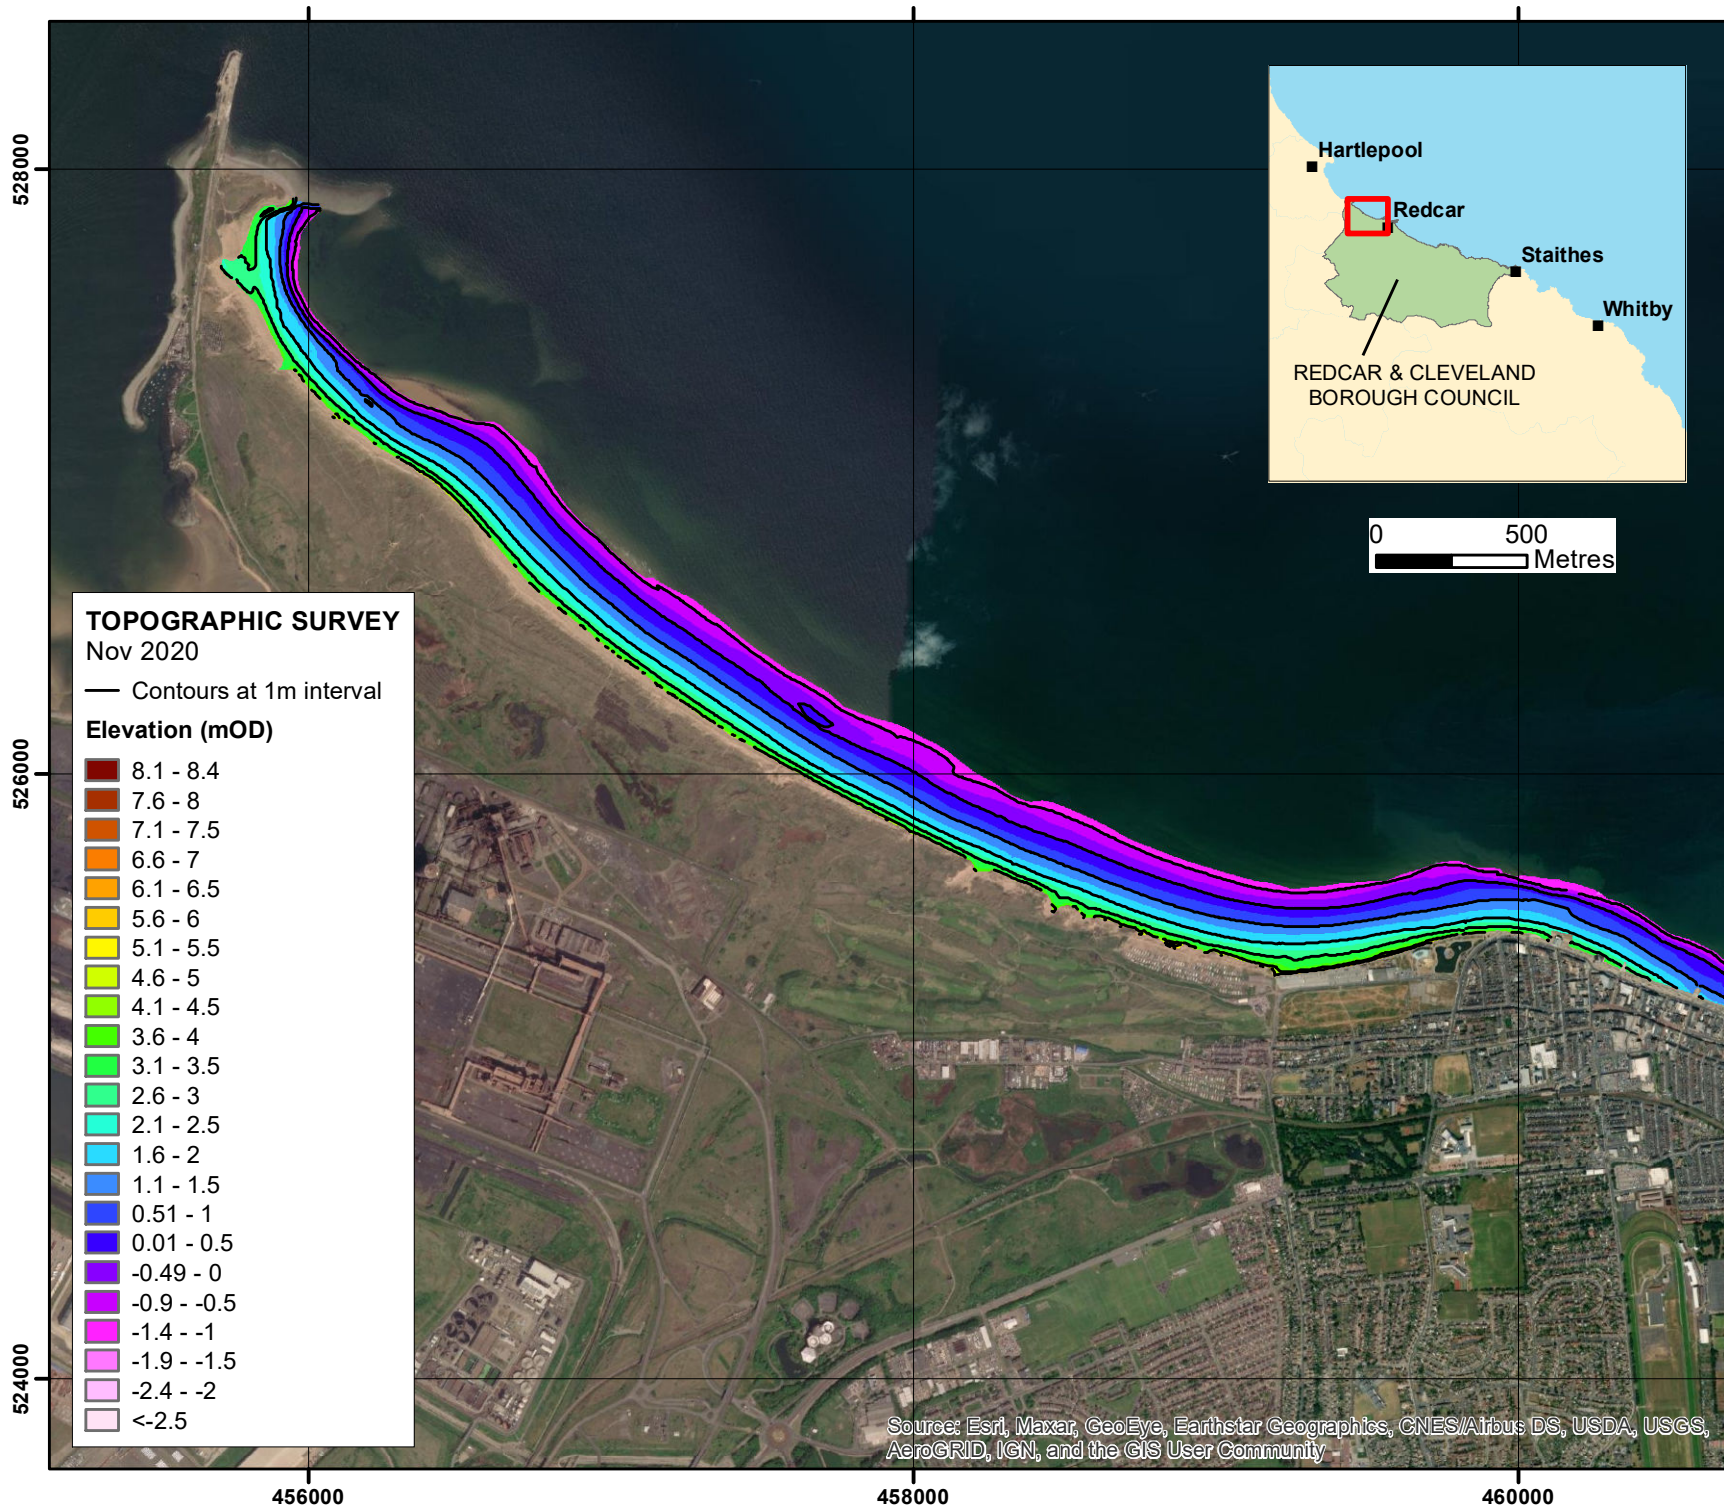 Hartlepool
Redcar
Staithes
Whitby
REDCAR & CLEVELAND
BOROUGH COUNCIL
0 500
Metres
528000
526000
524000
TOPOGRAPHIC SURVEY
Nov 2020
Contours at 1m interval
Elevation (mOD)
8.1 - 8.4
7.6 - 8
7.1 - 7.5
6.6 - 7
6.1 - 6.5
5.6 - 6
5.1 - 5.5
4.6 - 5
4.1 - 4.5
3.6 - 4
3.1 - 3.5
2.6 - 3
2.1 - 2.5
1.6 - 2
1.1 - 1.5
0.51 - 1
0.01 - 0.5
-0.49 - 0
-0.9 - -0.5
-1.4 - -1
-1.9 - -1.5
-2.4 - -2
<-2.5
Source: Esri, Maxar, GeoEye, Earthstar Geographics, CNES/Airbus DS, USDA, USGS,
AeroGRID, IGN, and the GIS User Community
456000 458000 460000